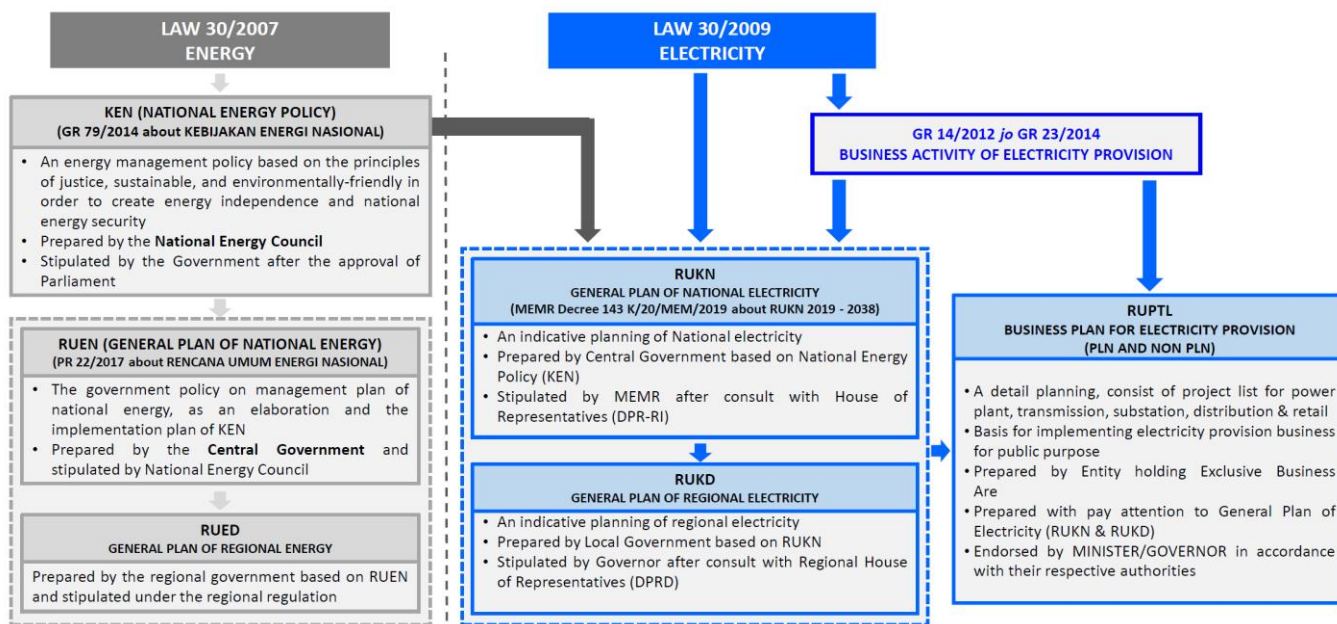 LAW 30/2007
ENERGY
KEN (NATIONAL ENERGY POLICY)
(GR 79/2014 about KEBIJAKAN ENERGI NASIONAL)
• An energy management policy based on the principles
of justice, sustainable, and environmentally-friendly in
order to create energy independence and national
energy security
• Prepared by the National Energy Council
• Stipulated by the Government after the approval of
Parliament
RUEN (GENERAL PLAN OF NATIONAL ENERGY)
(PR 22/2017 about RENCANA UMUM ENERGI NASIONAL)
• The government policy on management plan of
national energy, as an elaboration and the
implementation plan of KEN
• Prepared by the Central Government and
stipulated by National Energy Council
RUED
GENERAL PLAN OF REGIONAL ENERGY
Prepared by the regional government based on RUEN
and stipulated under the regional regulation
LAW 30/2009
ELECTRICITY
GR 14/2012 jo GR 23/2014
BUSINESS ACTIVITY OF ELECTRICITY PROVISION
RUKN
GENERAL PLAN OF NATIONAL ELECTRICITY
(MEMR Decree 143 K/20/MEM/2019 about RUKN 2019 - 2038)
• An indicative planning of National electricity
• Prepared by Central Government based on National Energy
Policy (KEN)
• Stipulated by MEMR after consult with House of
Representatives (DPR-RI)
RUKD
GENERAL PLAN OF REGIONAL ELECTRICITY
• An indicative planning of regional electricity
• Prepared by Local Government based on RUKN
• Stipulated by Governor after consult with Regional House
of Representatives (DPRD)
RUPTL
BUSINESS PLAN FOR ELECTRICITY PROVISION
(PLN AND NON PLN)
• A detail planning, consist of project list for power
plant, transmission, substation, distribution & retail
• Basis for implementing electricity provision business
for public purpose
• Prepared by Entity holding Exclusive Business
Are
• Prepared with pay attention to General Plan of
Electricity (RUKN & RUKD)
• Endorsed by MINISTER/GOVERNOR in accordance
with their respective authorities